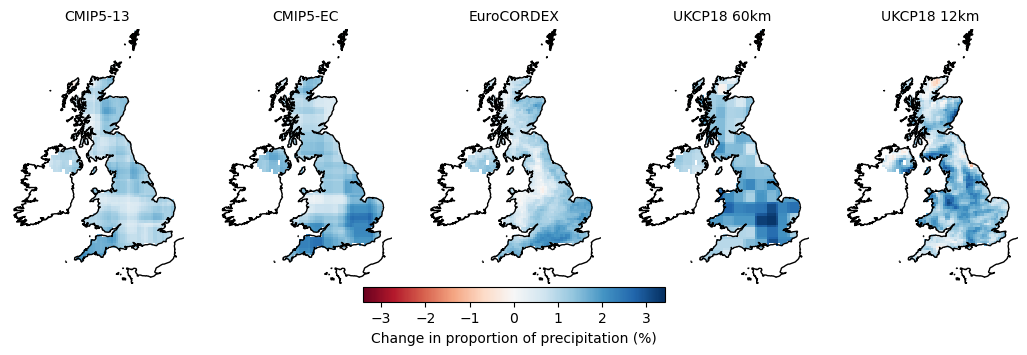 CMIP5-13 CMIP5-EC EuroCORDEX UKCP18 60km UKCP18 12km
−3 −2 −1 0 1 2 3
Change in proportion of precipitation (%)